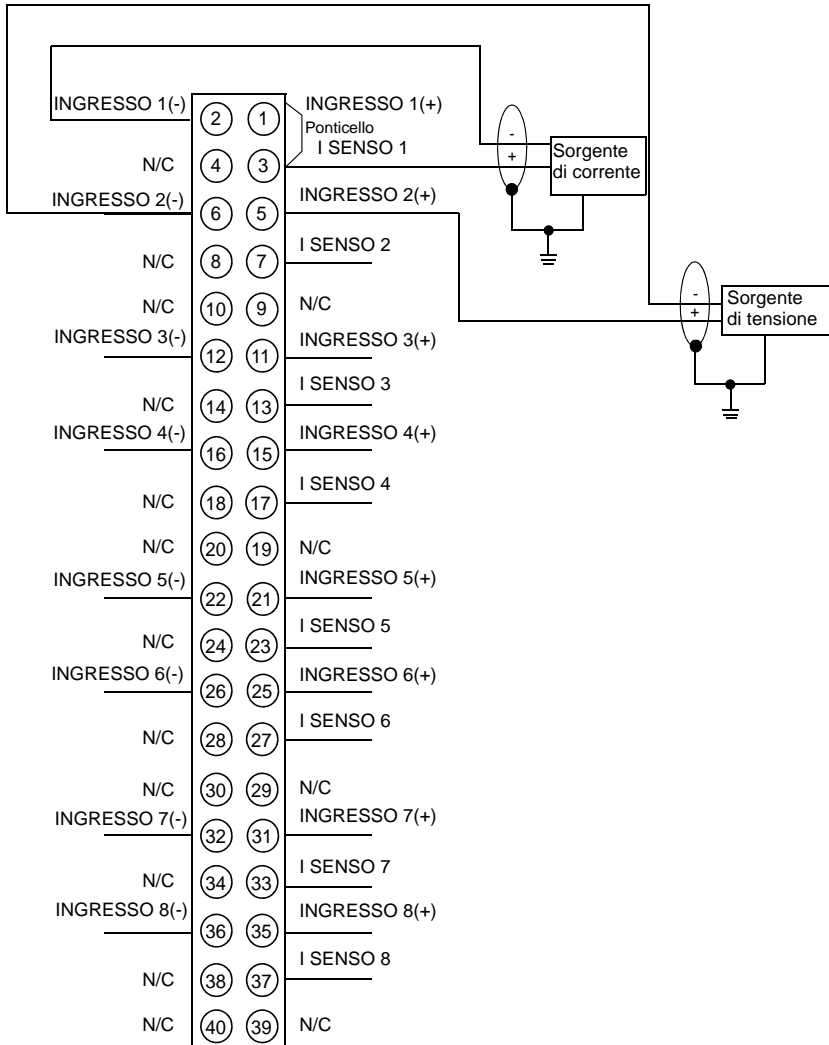 INGRESSO 1(-)
2
1
INGRESSO 1(+)
Ponticello
N/C
4
3
I SENSO 1
-
+
Sorgente
di corrente
INGRESSO 2(-)
6
5
INGRESSO 2(+)
N/C
8
7
I SENSO 2
N/C
10
9
N/C
-
+
Sorgente
di tensione
INGRESSO 3(-)
12
11
INGRESSO 3(+)
N/C
14
13
I SENSO 3
INGRESSO 4(-)
16
15
INGRESSO 4(+)
N/C
18
17
I SENSO 4
N/C
20
19
N/C
INGRESSO 5(-)
22
21
INGRESSO 5(+)
N/C
24
23
I SENSO 5
INGRESSO 6(-)
26
25
INGRESSO 6(+)
N/C
28
27
I SENSO 6
N/C
30
29
N/C
INGRESSO 7(-)
32
31
INGRESSO 7(+)
N/C
34
33
I SENSO 7
INGRESSO 8(-)
36
35
INGRESSO 8(+)
N/C
38
37
I SENSO 8
N/C
40
39
N/C